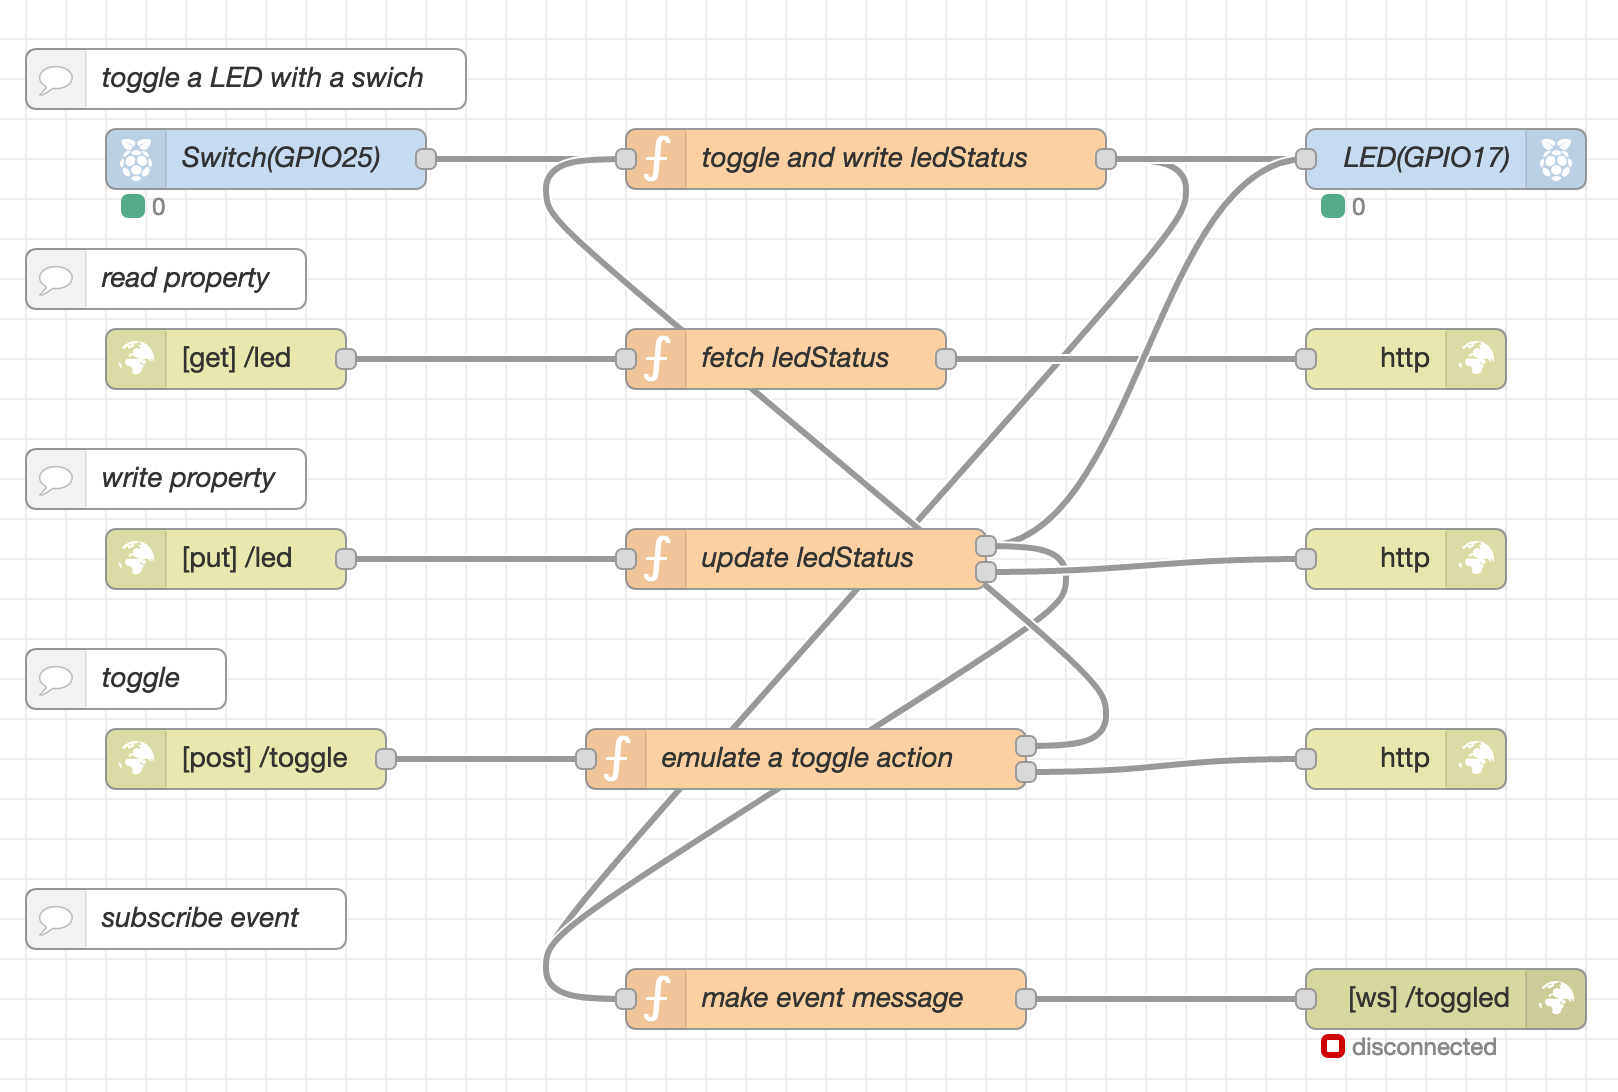 toggle a LED with a swich
Switch(GPIO25)
toggle and write ledStatus
LED(GPIO17)
0
0
read property
[get] /led
fetch ledStatus
http
write property
[put] /led
update ledStatus
http
toggle
[post] /toggle
emulate a toggle action
http
subscribe event
make event message
[ws] /toggled
disconnected